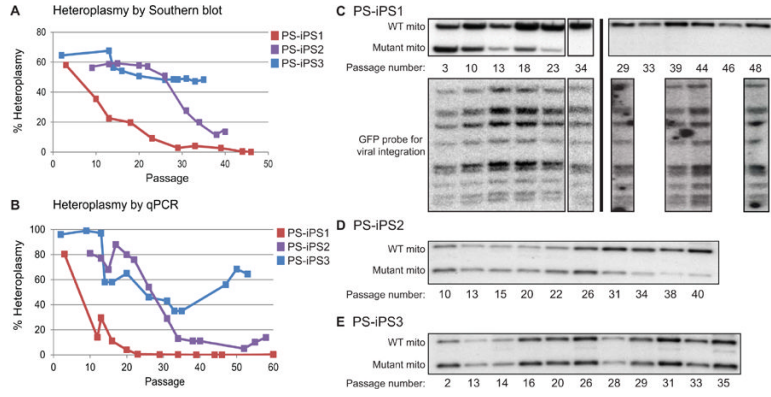 A Heteroplasmy by Southern blot
% Heteroplasmy
80
60
40
20
0
0 10 20 30 40 50
Passage
PS-iPS1
PS-iPS2
PS-iPS3
B Heteroplasmy by qPCR
% Heteroplasmy
100
80
60
40
20
0
0 10 20 30 40 50 60
Passage
PS-iPS1
PS-iPS2
PS-iPS3
C PS-iPS1
WT mito
Mutant mito
Passage number: 3 10 13 18 23 34 29 33 39 44 46 48
GFP probe for
viral integration
D PS-iPS2
WT mito
Mutant mito
Passage number: 10 13 15 20 22 26 31 34 38 40
E PS-iPS3
WT mito
Mutant mito
Passage number: 2 13 14 16 20 26 28 29 31 33 35